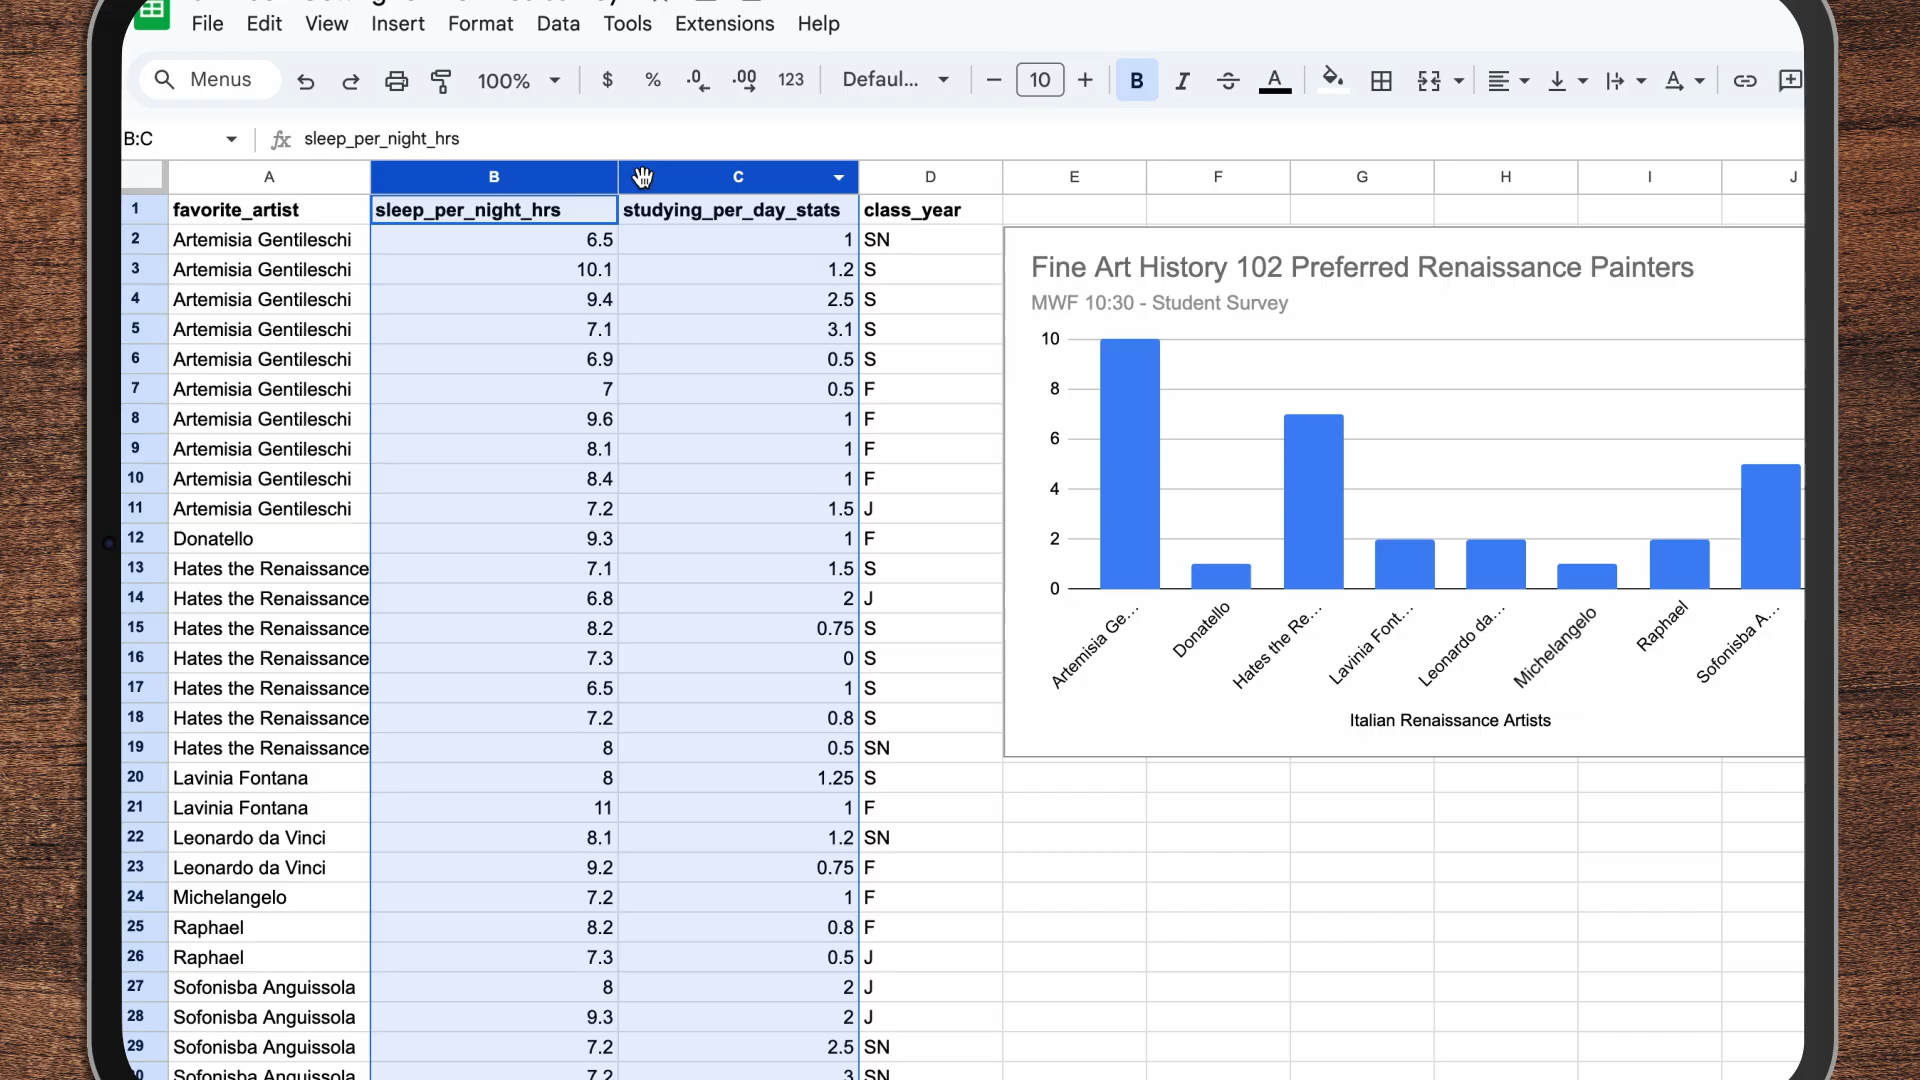 File Edit View Insert Format Data Tools Extensions Help
Menus 100% $ % .0 .00 123 Defaul... 10 B I A
B:C fx sleep_per_night_hrs
A B C D E F G H I J
1 favorite_artist sleep_per_night_hrs studying_per_day_stats class_year
2 Artemisia Gentileschi 6.5 1 SN
3 Artemisia Gentileschi 10.1 1.2 S
4 Artemisia Gentileschi 9.4 2.5 S
5 Artemisia Gentileschi 7.1 3.1 S
6 Artemisia Gentileschi 6.9 0.5 S
7 Artemisia Gentileschi 7 0.5 F
8 Artemisia Gentileschi 9.6 1 F
9 Artemisia Gentileschi 8.1 1 F
10 Artemisia Gentileschi 8.4 1 F
11 Artemisia Gentileschi 7.2 1.5 J
12 Donatello 9.3 1 F
13 Hates the Renaissance 7.1 1.5 S
14 Hates the Renaissance 6.8 2 J
15 Hates the Renaissance 8.2 0.75 S
16 Hates the Renaissance 7.3 0 S
17 Hates the Renaissance 6.5 1 S
18 Hates the Renaissance 7.2 0.8 S
19 Hates the Renaissance 8 0.5 SN
20 Lavinia Fontana 8 1.25 S
21 Lavinia Fontana 11 1 F
22 Leonardo da Vinci 8.1 1.2 SN
23 Leonardo da Vinci 9.2 0.75 F
24 Michelangelo 7.2 1 F
25 Raphael 8.2 0.8 F
26 Raphael 7.3 0.5 J
27 Sofonisba Anguissola 8 2 J
28 Sofonisba Anguissola 9.3 2 J
29 Sofonisba Anguissola 7.2 2.5 SN
Sofonisba Anguissola 7.2 3 SN
Fine Art History 102 Preferred Renaissance Painters
MWF 10:30 - Student Survey
10
8
6
4
2
0
Artemisia Ge... Donatello Hates the Re... Lavinia Font... Leonardo da... Michelangelo Raphael Sofonisba A...
Italian Renaissance Artists